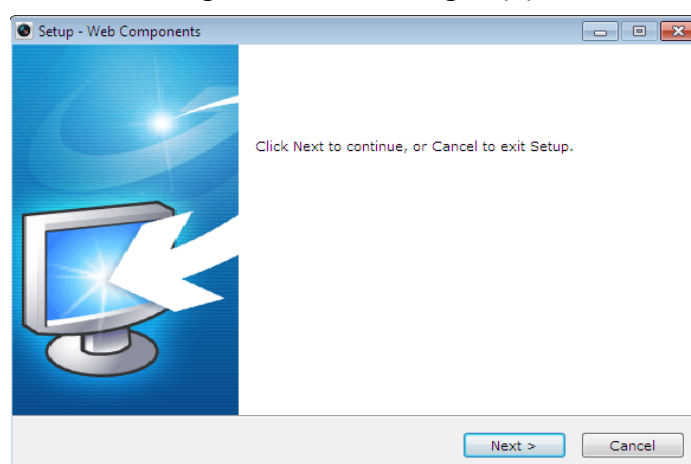 Setup - Web Components
Click Next to continue, or Cancel to exit Setup.
Next >
Cancel